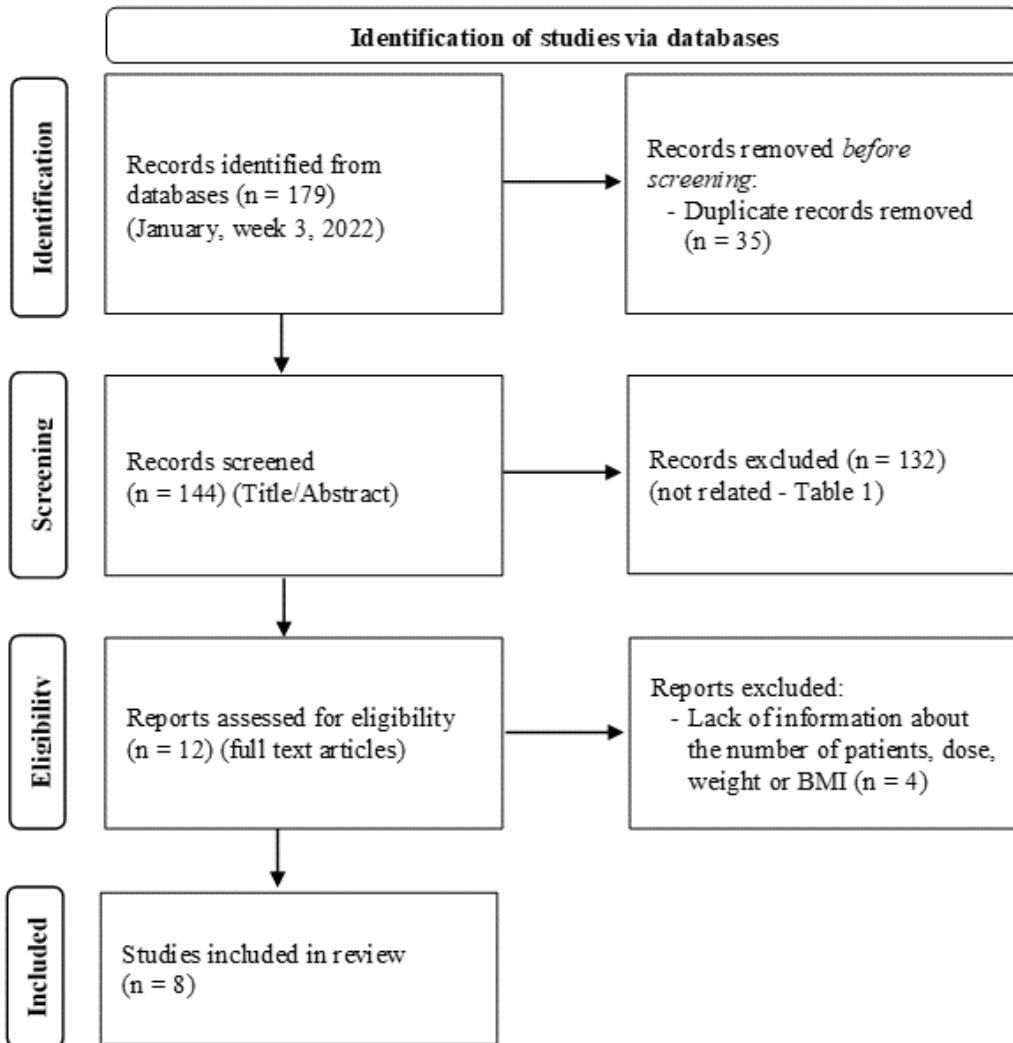 Identification of studies via databases
Identification
Records identified from
databases (n = 179)
(January, week 3, 2022)
Records removed before
screening:
- Duplicate records removed
(n = 35)
Screening
Records screened
(n = 144) (Title/Abstract)
Records excluded (n = 132)
(not related - Table 1)
Eligibility
Reports assessed for eligibility
(n = 12) (full text articles)
Reports excluded:
- Lack of information about
the number of patients, dose,
weight or BMI (n = 4)
Included
Studies included in review
(n = 8)